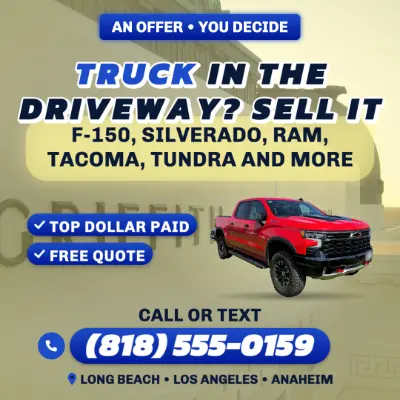 AN OFFER • YOU DECIDE
TRUCK IN THE
DRIVEWAY? SELL IT
F-150, SILVERADO, RAM,
TACOMA, TUNDRA AND MORE
GRIFFITH
✓ TOP DOLLAR PAID
✓ FREE QUOTE
CALL OR TEXT
(818) 555-0159
LONG BEACH • LOS ANGELES • ANAHEIM